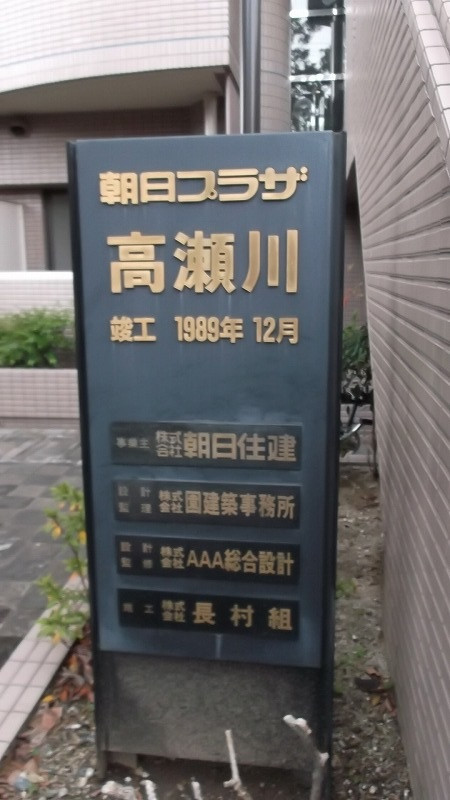 朝日プラザ
高瀬川
竣工 1989年 12月
事業主 株式会社 朝日住建
設計監理 株式会社 圓建築事務所
設計監修 株式会社 AAA総合設計
施工 株式会社 長村組